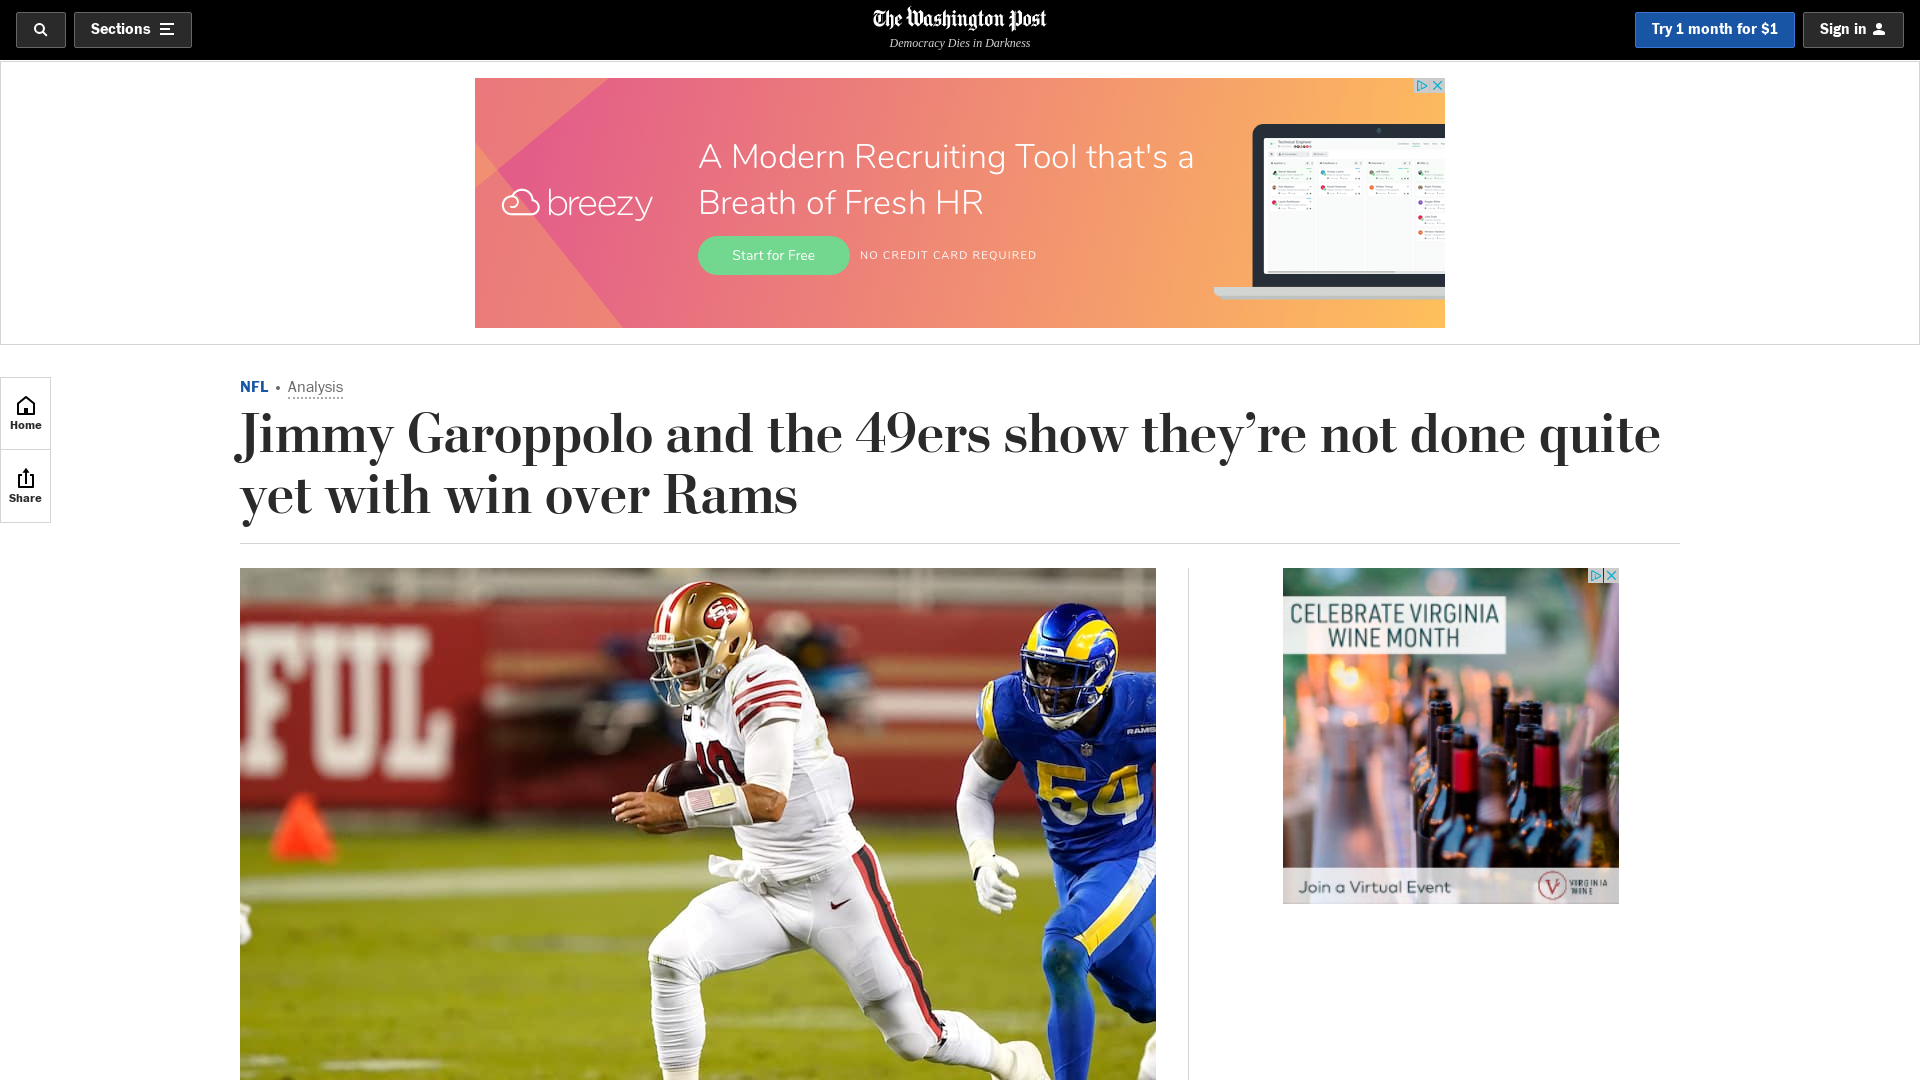 Sections
The Washington Post
Democracy Dies in Darkness
Try 1 month for $1
Sign in
breezy
A Modern Recruiting Tool that's a
Breath of Fresh HR
Start for Free
NO CREDIT CARD REQUIRED
Home
Share
NFL • Analysis
Jimmy Garoppolo and the 49ers show they’re not done quite
yet with win over Rams
FUL
RAMS
54
CELEBRATE VIRGINIA
WINE MONTH
Join a Virtual Event
VIRGINIA
WINE